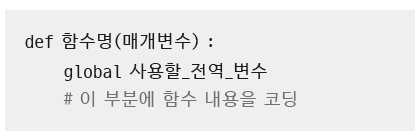 def 함수명(매개변수) :
    global 사용할_전역_변수
    # 이 부분에 함수 내용을 코딩